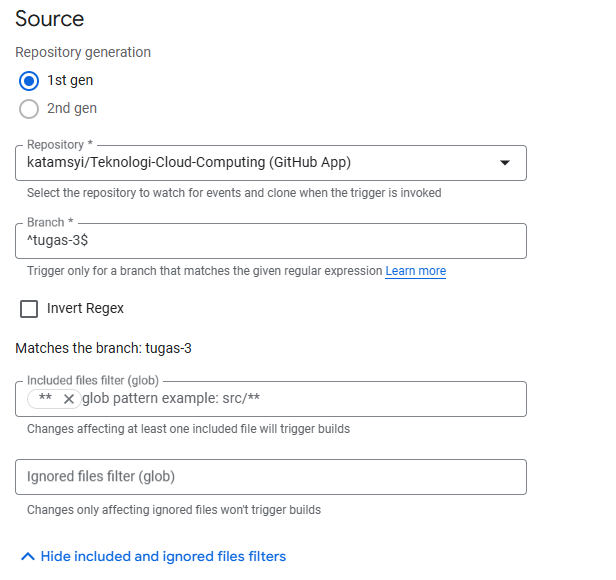 Source
Repository generation
1st gen
2nd gen
Repository *
katamsyi/Teknologi-Cloud-Computing (GitHub App)
Select the repository to watch for events and clone when the trigger is invoked
Branch *
^tugas-3$
Trigger only for a branch that matches the given regular expression Learn more
Invert Regex
Matches the branch: tugas-3
Included files filter (glob)
** glob pattern example: src/**
Changes affecting at least one included file will trigger builds
Ignored files filter (glob)
Changes only affecting ignored files won't trigger builds
Hide included and ignored files filters